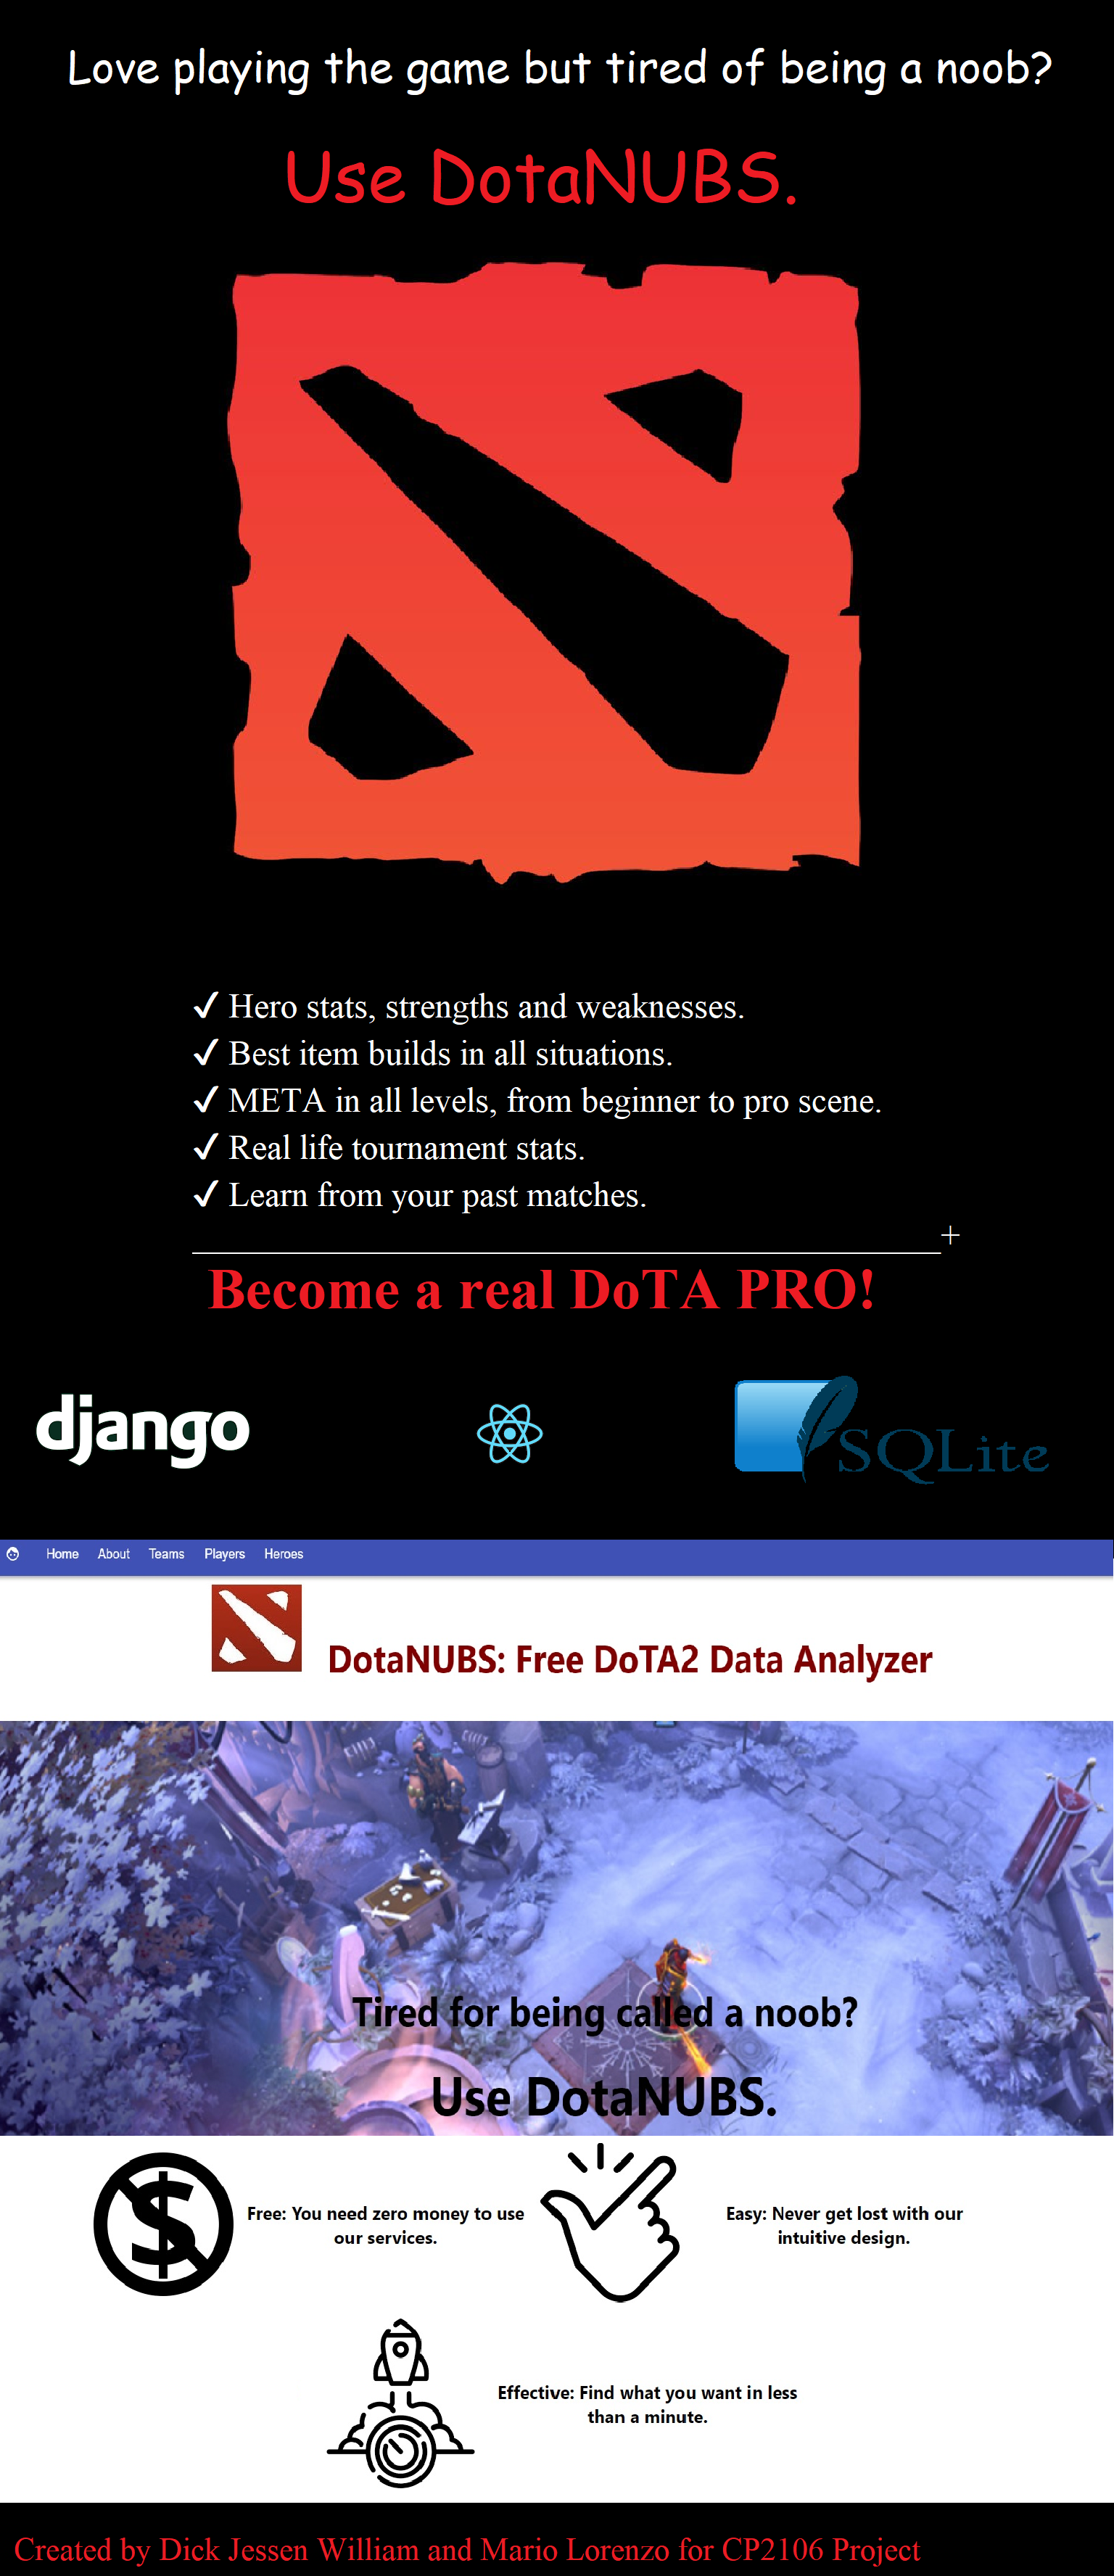 Love playing the game but tired of being a noob?
Use DotaNUBS.
✓ Hero stats, strengths and weaknesses.
✓ Best item builds in all situations.
✓ META in all levels, from beginner to pro scene.
✓ Real life tournament stats.
✓ Learn from your past matches.
+
Become a real DoTA PRO!
django
SQLite
Home About Teams Players Heroes
DotaNUBS: Free DoTA2 Data Analyzer
Tired for being called a noob?
Use DotaNUBS.
$
Free: You need zero money to use
our services.
Easy: Never get lost with our
intuitive design.
Effective: Find what you want in less
than a minute.
Created by Dick Jessen William and Mario Lorenzo for CP2106 Project